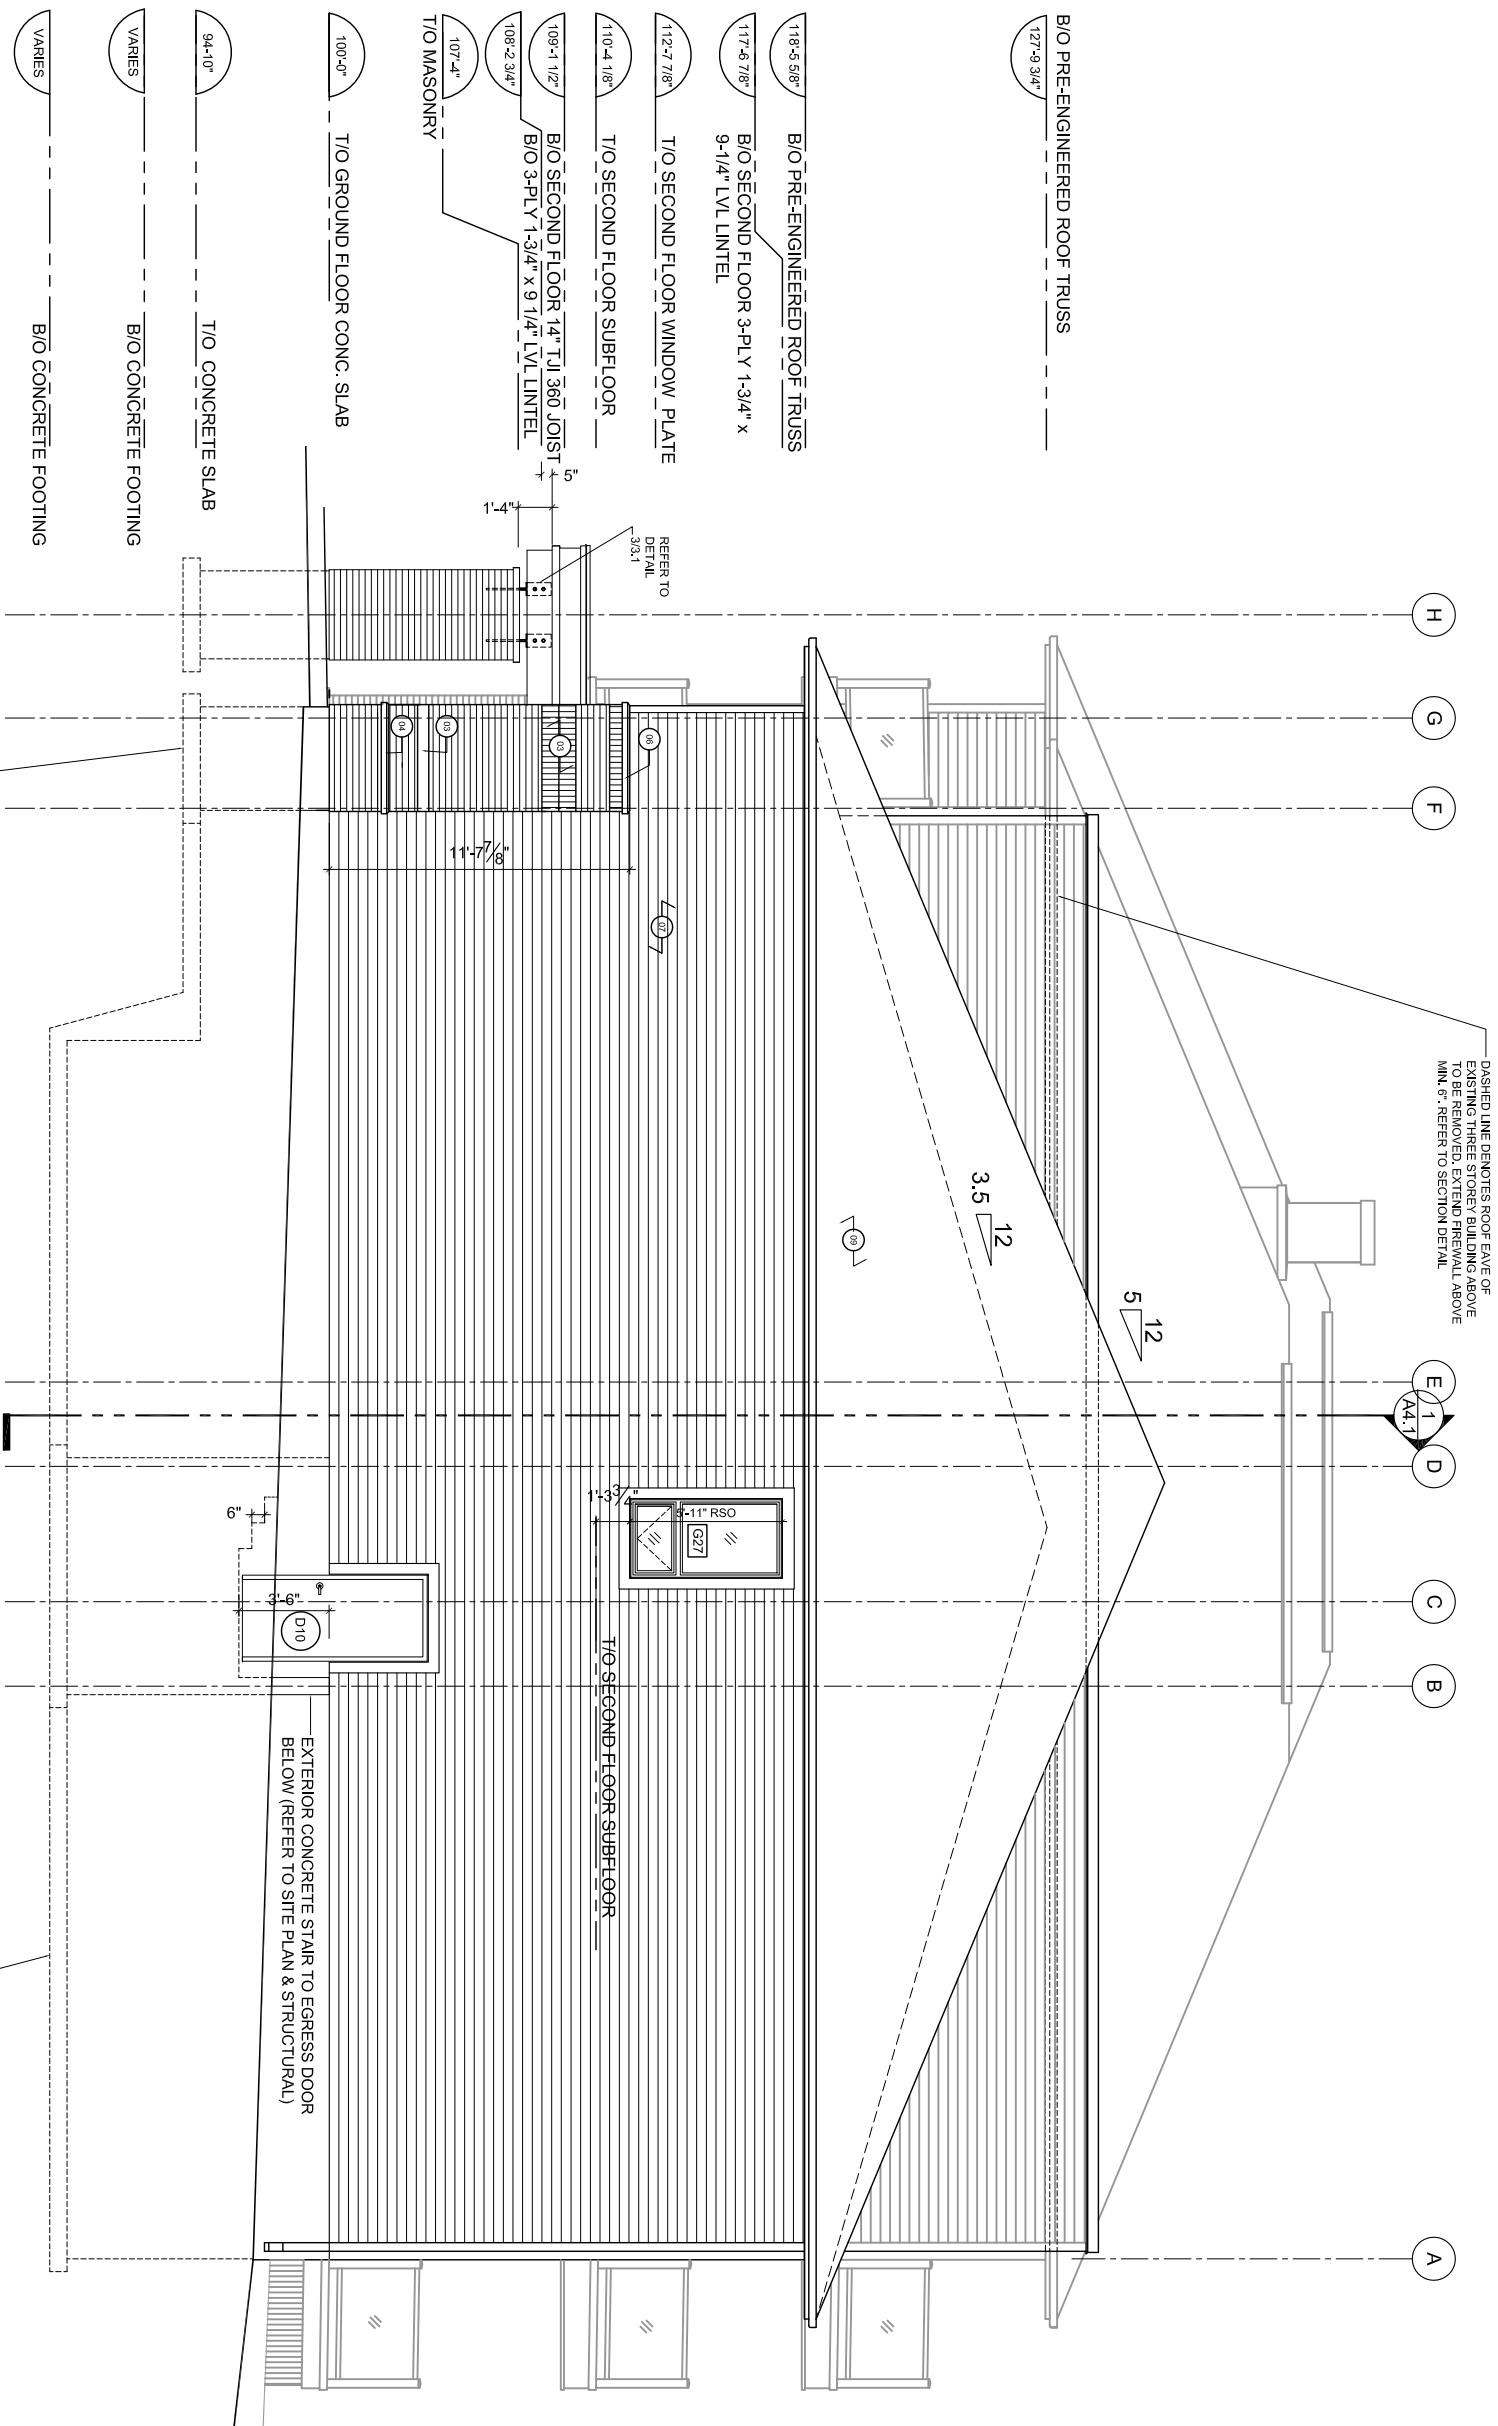 B/O PRE-ENGINEERED ROOF TRUSS
127'-9 3/4"
118'-5 5/8"
B/O PRE-ENGINEERED ROOF TRUSS
117'-6 7/8"
B/O SECOND FLOOR 3-PLY 1-3/4" x
9-1/4" LVL LINTEL
112'-7 7/8"
T/O SECOND FLOOR WINDOW PLATE
110'-4 1/8"
T/O SECOND FLOOR SUBFLOOR
109'-1 1/2"
B/O SECOND FLOOR 14" TJI 360 JOIST
108'-2 3/4"
B/O 3-PLY 1-3/4" x 9 1/4" LVL LINTEL
107'-4"
T/O MASONRY
100'-0"
T/O GROUND FLOOR CONC. SLAB
94-10"
T/O CONCRETE SLAB
VARIES
B/O CONCRETE FOOTING
VARIES
B/O CONCRETE FOOTING
H
G
F
E
1
A4.1
D
C
B
A
DASHED LINE DENOTES ROOF EAVE OF
EXISTING THREE STOREY BUILDING ABOVE
TO BE REMOVED. EXTEND FIREWALL ABOVE
MIN. 6". REFER TO SECTION DETAIL
12
5
12
3.5
09
REFER TO
DETAIL
3/3.1
5"
1'-4"
06
03
03
04
07
11'-7 7/8"
1'-3 3/4"
5'-11" RSO
G27
T/O SECOND FLOOR SUBFLOOR
6"
3'-6"
D10
EXTERIOR CONCRETE STAIR TO EGRESS DOOR
BELOW (REFER TO SITE PLAN & STRUCTURAL)